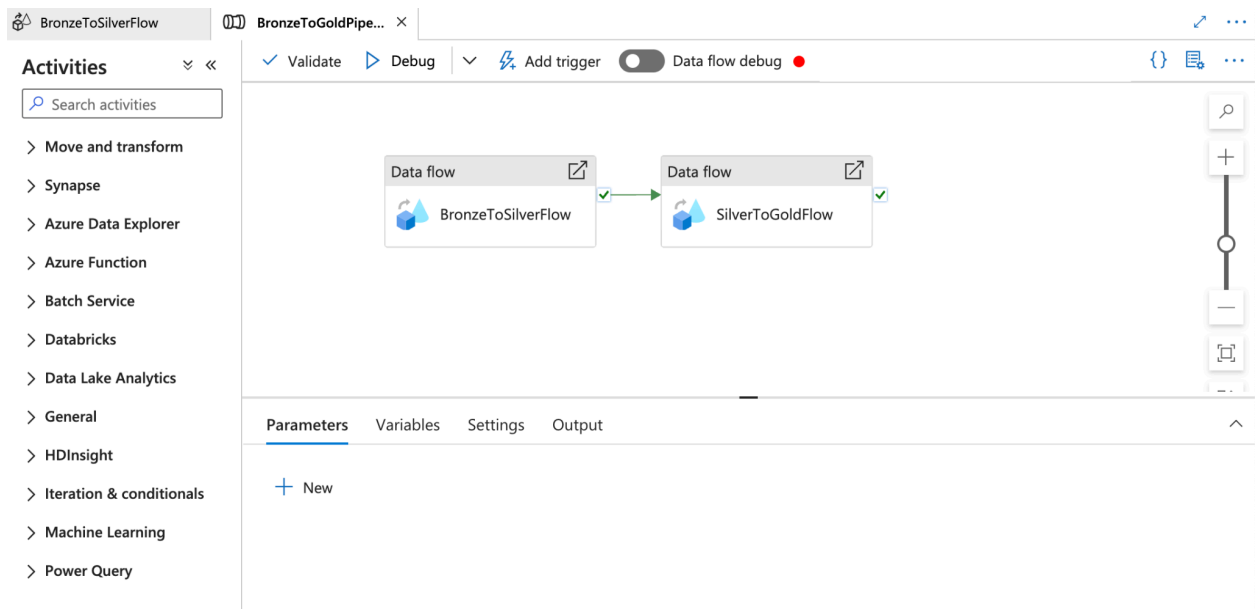 BronzeToSilverFlow
BronzeToGoldPipe...
Activities
Search activities
Move and transform
Synapse
Azure Data Explorer
Azure Function
Batch Service
Databricks
Data Lake Analytics
General
HDInsight
Iteration & conditionals
Machine Learning
Power Query
Validate
Debug
Add trigger
Data flow debug
Data flow
BronzeToSilverFlow
Data flow
SilverToGoldFlow
Parameters
Variables
Settings
Output
New